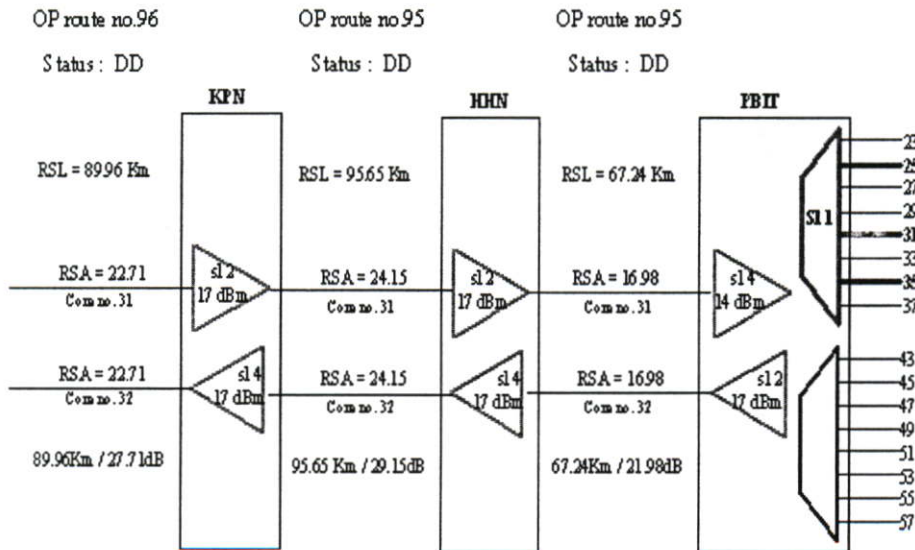 OP route no.96
OP route no.95
OP route no.95
Status : DD
Status : DD
Status : DD
KPN
HHN
PBIT
RSL = 89.96 Km
RSL = 95.65 Km
RSL = 67.24 Km
23
25
27
29
31
33
35
37
S11
s12
17 dBm
s12
17 dBm
s14
14 dBm
RSA = 22.71
Com no.31
RSA = 24.15
Com no.31
RSA = 16.98
Com no.31
RSA = 22.71
Com no.32
RSA = 24.15
Com no.32
RSA = 16.98
Com no.32
s14
17 dBm
s14
17 dBm
s12
17 dBm
43
45
47
49
51
53
55
57
89.96Km / 27.71dB
95.65 Km / 29.15dB
67.24Km / 21.98dB